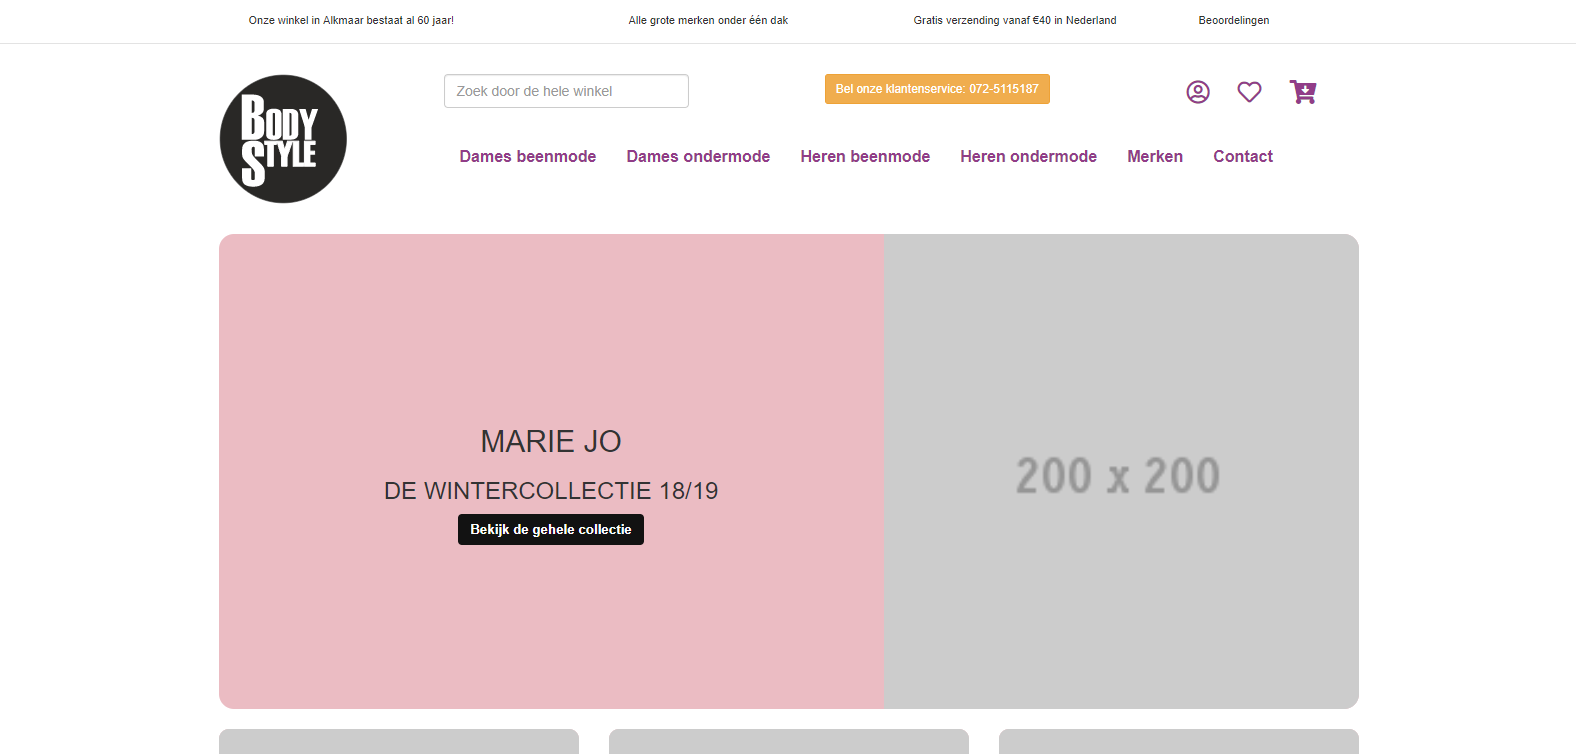 Onze winkel in Alkmaar bestaat al 60 jaar!
Alle grote merken onder één dak
Gratis verzending vanaf €40 in Nederland
Beoordelingen
BODY
STYLE
Zoek door de hele winkel
Bel onze klantenservice: 072-5115187
Dames beenmode
Dames ondermode
Heren beenmode
Heren ondermode
Merken
Contact
MARIE JO
DE WINTERCOLLECTIE 18/19
Bekijk de gehele collectie
200 x 200